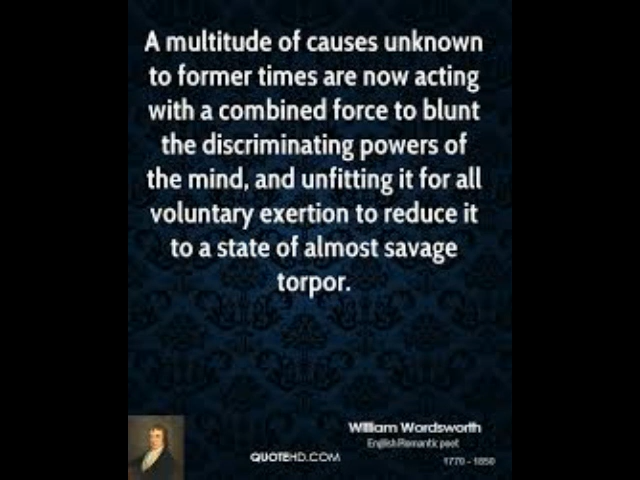 A multitude of causes unknown
to former times are now acting
with a combined force to blunt
the discriminating powers of
the mind, and unfitting it for all
voluntary exertion to reduce it
to a state of almost savage
torpor.
William Wordsworth
English Romantic poet
QUOTEHD.COM
1770 - 1850